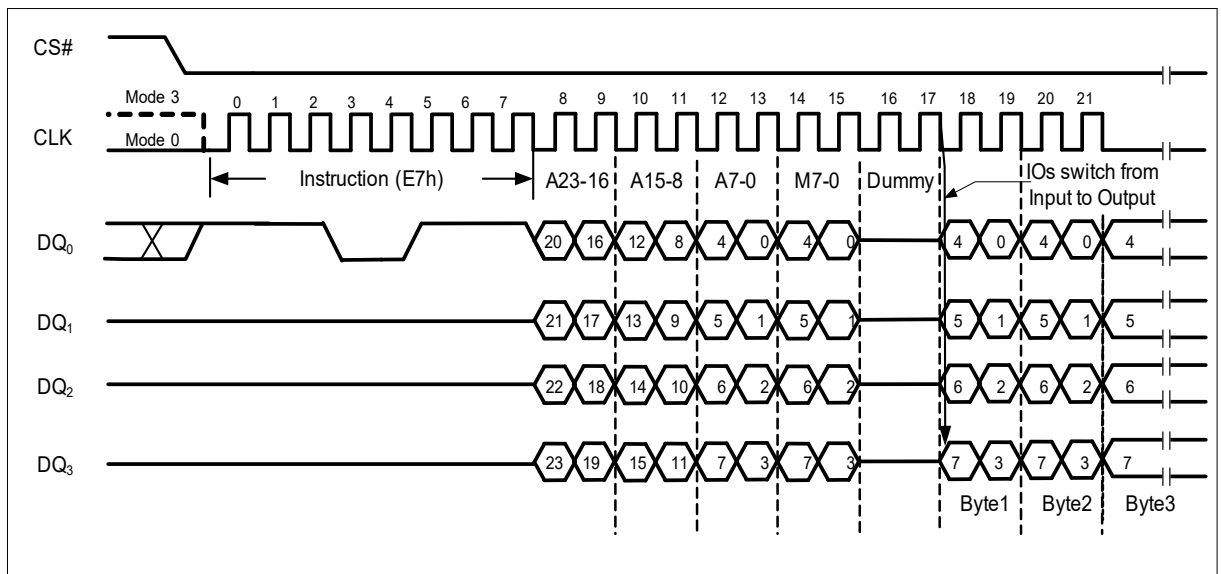 CS#
Mode 3
0 1 2 3 4 5 6 7 8 9 10 11 12 13 14 15 16 17 18 19 20 21
CLK
Mode 0
Instruction (E7h) A23-16 A15-8 A7-0 M7-0 Dummy IOs switch from
Input to Output
DQ0 20 16 12 8 4 0 4 0 4 0 4 0 4
DQ1 21 17 13 9 5 1 5 1 5 1 5 1 5
DQ2 22 18 14 10 6 2 6 2 6 2 6 2 6
DQ3 23 19 15 11 7 3 7 3 7 3 7 3 7
Byte1 Byte2 Byte3